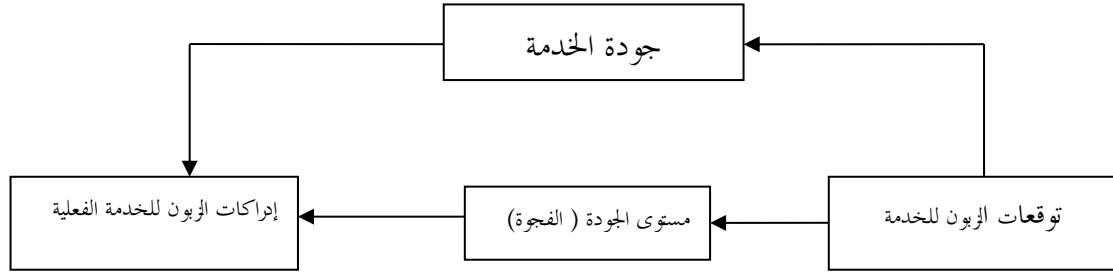 جودة الخدمة
توقعات الزبون للخدمة
مستوى الجودة ( الفجوة)
إدراكات الزبون للخدمة الفعلية